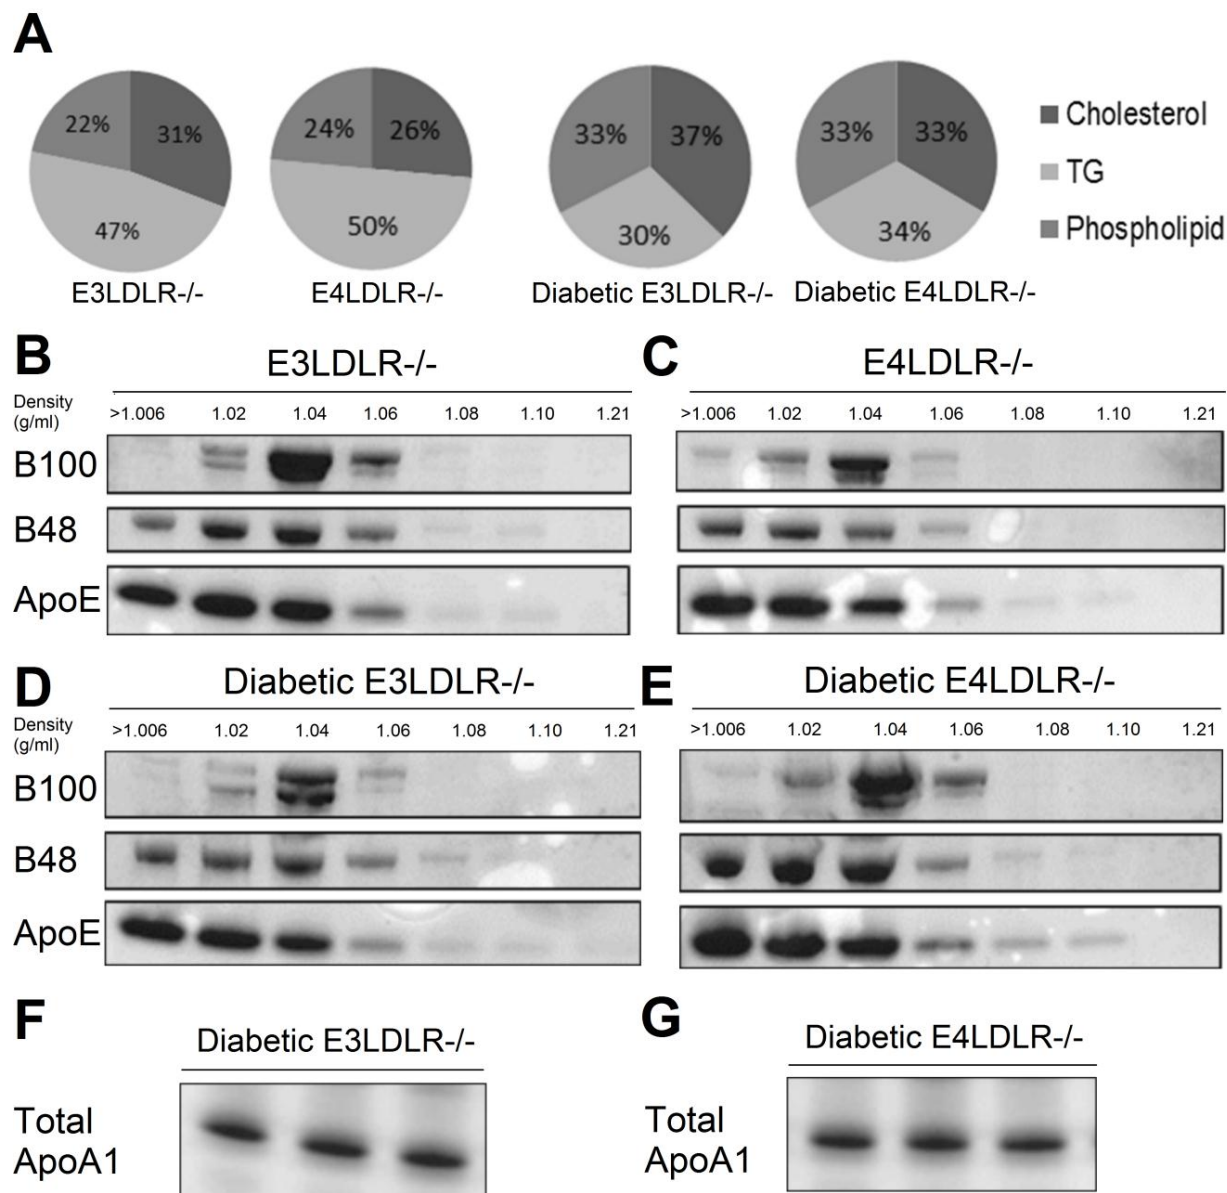 A
22%
31%
47%
E3LDLR-/-
24%
26%
50%
E4LDLR-/-
33%
37%
30%
Diabetic E3LDLR-/-
33%
33%
34%
Diabetic E4LDLR-/-
Cholesterol
TG
Phospholipid
B
E3LDLR-/-
Density
(g/ml)
>1.006 1.02 1.04 1.06 1.08 1.10 1.21
B100
B48
ApoE
C
E4LDLR-/-
>1.006 1.02 1.04 1.06 1.08 1.10 1.21
D
Diabetic E3LDLR-/-
Density
(g/ml)
>1.006 1.02 1.04 1.06 1.08 1.10 1.21
B100
B48
ApoE
E
Diabetic E4LDLR-/-
>1.006 1.02 1.04 1.06 1.08 1.10 1.21
F
Diabetic E3LDLR-/-
Total
ApoA1
G
Diabetic E4LDLR-/-
Total
ApoA1